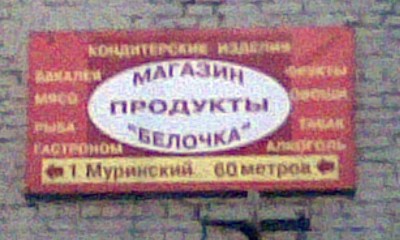 КОНДИТЕРСКИЕ ИЗДЕЛИЯ
БАКАЛЕЯ
МЯСО
РЫБА
ГАСТРОНОМ
МАГАЗИН
ПРОДУКТЫ
"БЕЛОЧКА"
ФРУКТЫ
ОВОЩИ
ТАБАК
АЛКОГОЛЬ
1 Муринский 60 метров